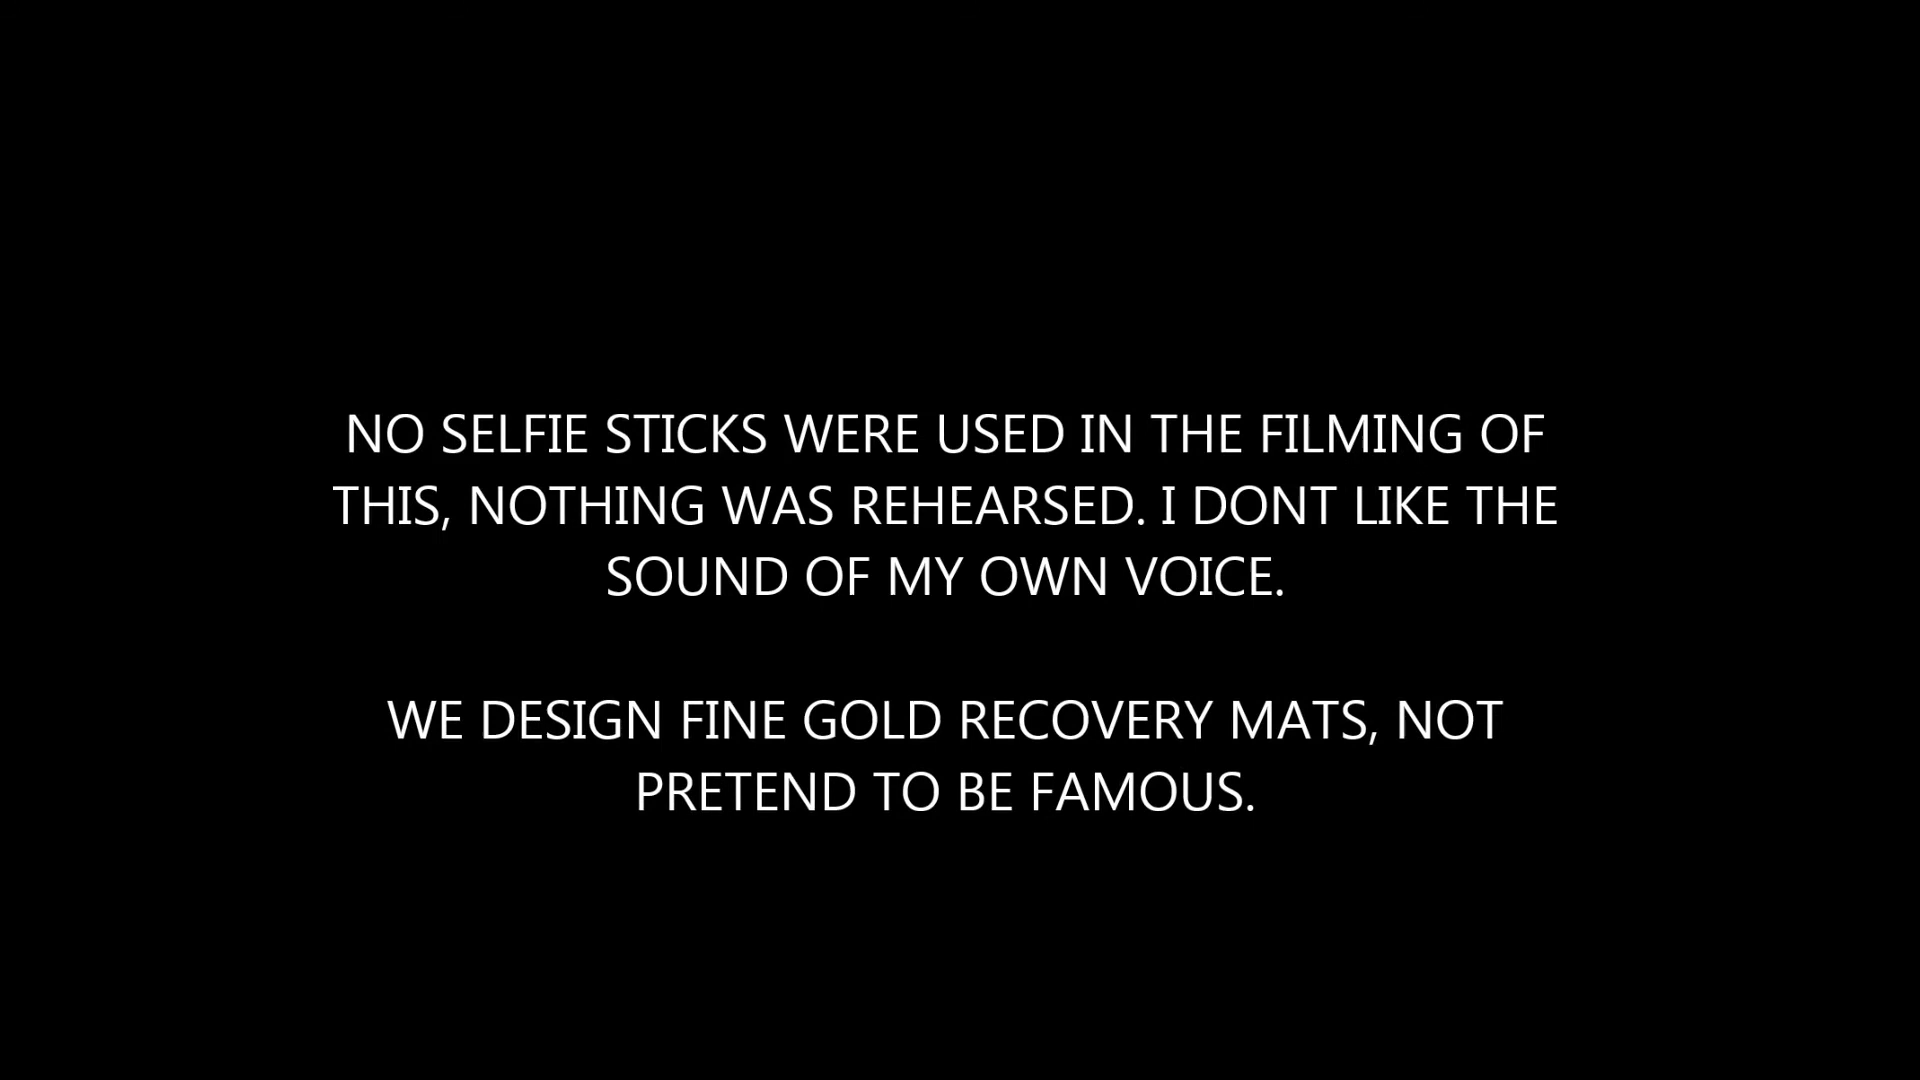 NO SELFIE STICKS WERE USED IN THE FILMING OF
THIS, NOTHING WAS REHEARSED. I DONT LIKE THE
SOUND OF MY OWN VOICE.
WE DESIGN FINE GOLD RECOVERY MATS, NOT
PRETEND TO BE FAMOUS.